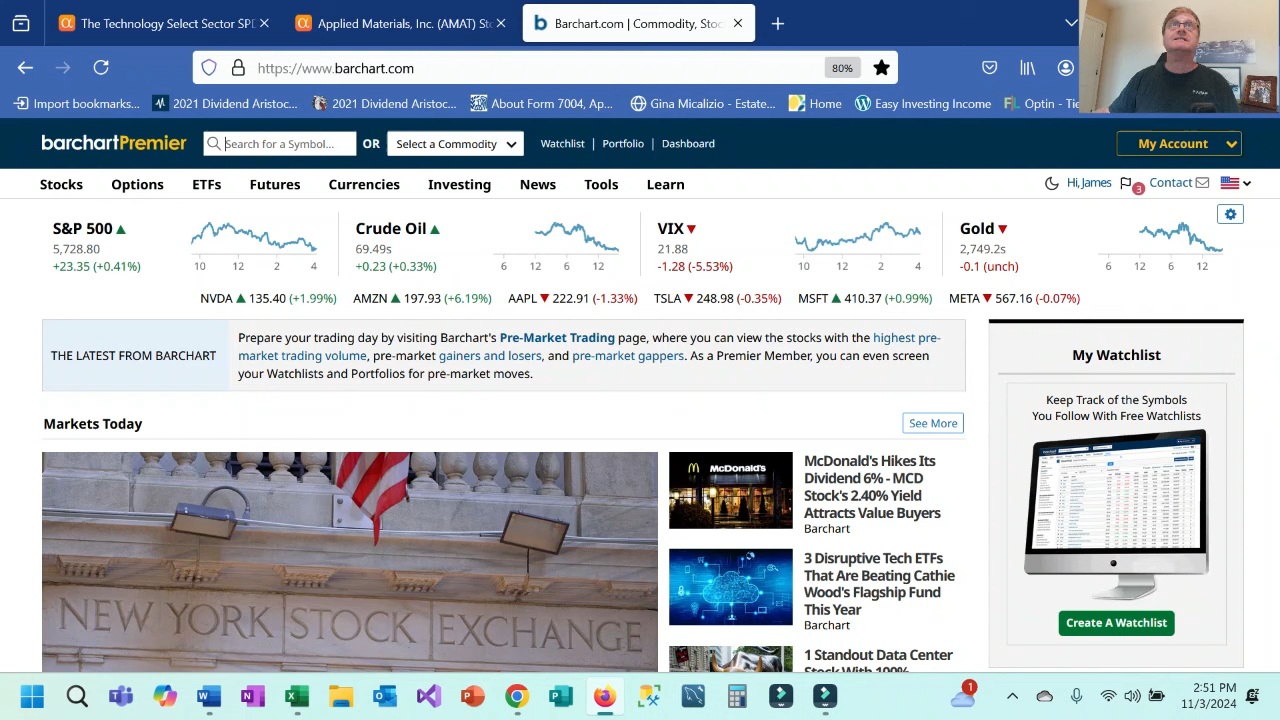 The Technology Select Sector SPD
Applied Materials, Inc. (AMAT) Sto
Barchart.com | Commodity, Stoc
https://www.barchart.com
80%
Import bookmarks...
2021 Dividend Aristoc...
2021 Dividend Aristoc...
About Form 7004, Ap...
Gina Micalizio - Estate...
Home
Easy Investing Income
Optin - Tie
barchartPremier
Search for a Symbol...
OR
Select a Commodity
Watchlist | Portfolio | Dashboard
My Account
Stocks
Options
ETFs
Futures
Currencies
Investing
News
Tools
Learn
Hi, James
3
Contact
S&P 500
5,728.80
+23.35 (+0.41%)
10 12 2 4
Crude Oil
69.49s
+0.23 (+0.33%)
6 12 6 12
VIX
21.88
-1.28 (-5.53%)
10 12 2 4
Gold
2,749.2s
-0.1 (unch)
6 12 6 12
NVDA 135.40 (+1.99%) AMZN 197.93 (+6.19%) AAPL 222.91 (-1.33%) TSLA 248.98 (-0.35%) MSFT 410.37 (+0.99%) META 567.16 (-0.07%)
THE LATEST FROM BARCHART
Prepare your trading day by visiting Barchart's Pre-Market Trading page, where you can view the stocks with the highest pre-
market trading volume, pre-market gainers and losers, and pre-market gappers. As a Premier Member, you can even screen
your Watchlists and Portfolios for pre-market moves.
My Watchlist
Keep Track of the Symbols
You Follow With Free Watchlists
Create A Watchlist
Markets Today
See More
NEW YORK STOCK EXCHANGE
McDonald's
McDonald's Hikes Its
Dividend 6% - MCD
Stock's 2.40% Yield
Attracts Value Buyers
Barchart
3 Disruptive Tech ETFs
That Are Beating Cathie
Wood's Flagship Fund
This Year
Barchart
1 Standout Data Center
Stock With 100%
1
2:51 PM
11/3/2024